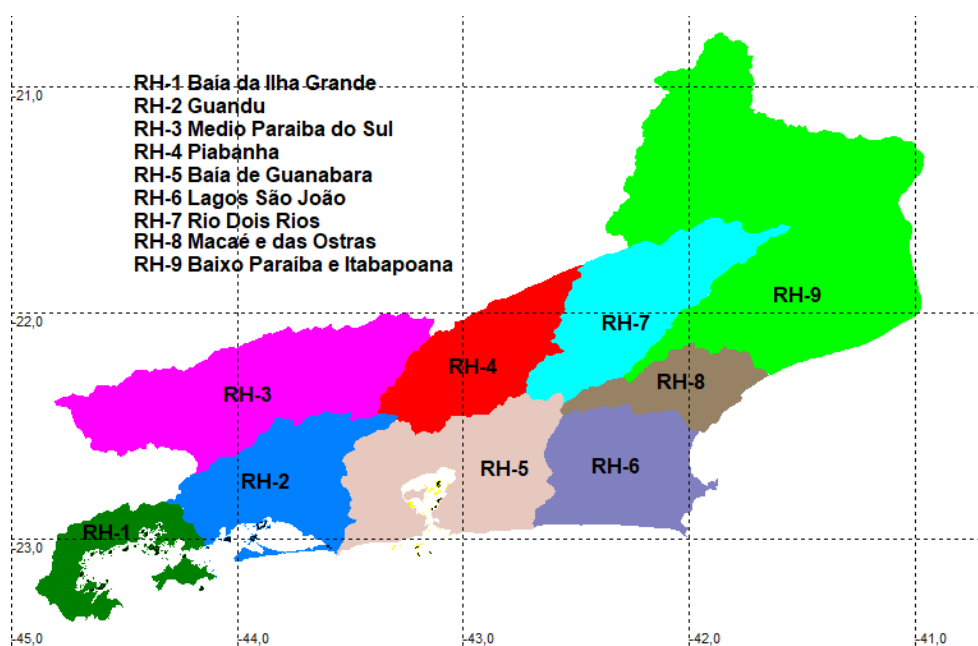 RH-1 Baía da Ilha Grande
RH-2 Guandu
RH-3 Medio Paraiba do Sul
RH-4 Piabanha
RH-5 Baía de Guanabara
RH-6 Lagos São João
RH-7 Rio Dois Rios
RH-8 Macaé e das Ostras
RH-9 Baixo Paraíba e Itabapoana
-21,0
-22,0
-23,0
RH-9
RH-7
RH-4
RH-8
RH-3
RH-5
RH-6
RH-2
RH-1
-45,0
-44,0
-43,0
-42,0
-41,0